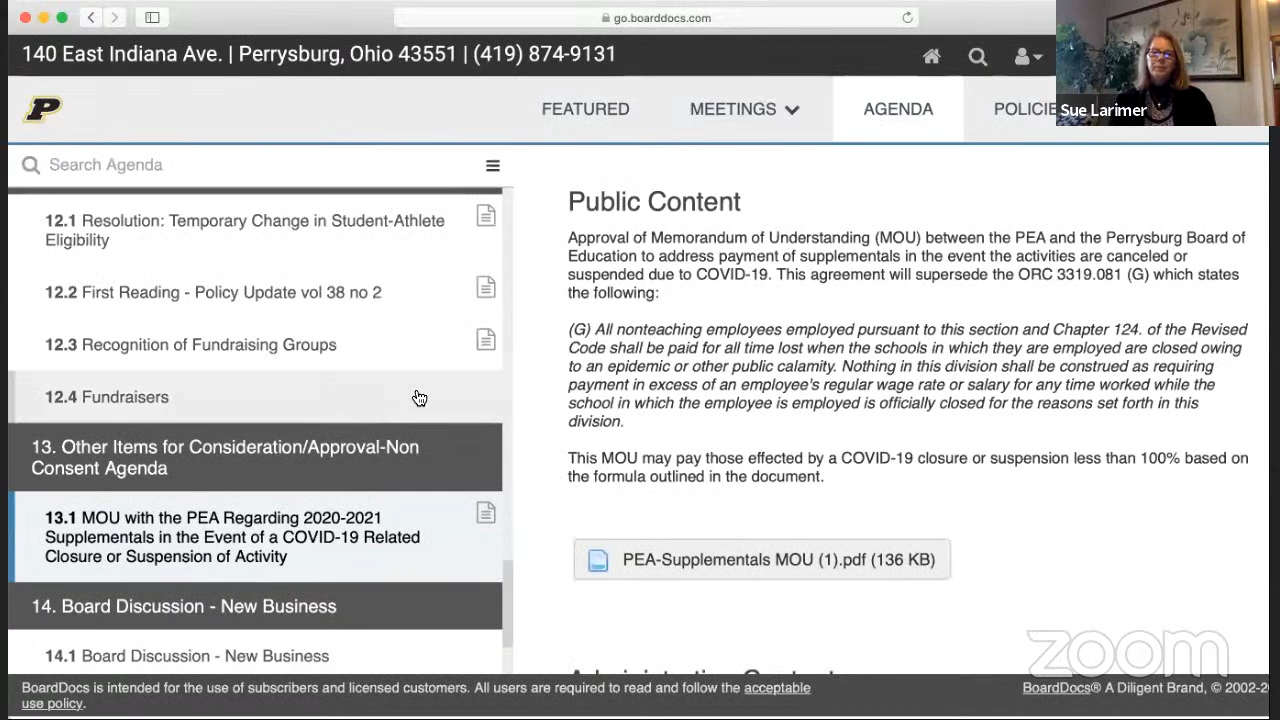 go.boarddocs.com
140 East Indiana Ave. | Perrysburg, Ohio 43551 | (419) 874-9131
Sue Larimer
P
FEATURED
MEETINGS
AGENDA
Search Agenda
12.1 Resolution: Temporary Change in Student-Athlete
Eligibility
12.2 First Reading - Policy Update vol 38 no 2
12.3 Recognition of Fundraising Groups
12.4 Fundraisers
13. Other Items for Consideration/Approval-Non
Consent Agenda
13.1 MOU with the PEA Regarding 2020-2021
Supplementals in the Event of a COVID-19 Related
Closure or Suspension of Activity
14. Board Discussion - New Business
14.1 Board Discussion - New Business
Public Content
Approval of Memorandum of Understanding (MOU) between the PEA and the Perrysburg Board of
Education to address payment of supplementals in the event the activities are canceled or
suspended due to COVID-19. This agreement will supersede the ORC 3319.081 (G) which states
the following:
(G) All nonteaching employees employed pursuant to this section and Chapter 124. of the Revised
Code shall be paid for all time lost when the schools in which they are employed are closed owing
to an epidemic or other public calamity. Nothing in this division shall be construed as requiring
payment in excess of an employee's regular wage rate or salary for any time worked while the
school in which the employee is employed is officially closed for the reasons set forth in this
division.
This MOU may pay those effected by a COVID-19 closure or suspension less than 100% based on
the formula outlined in the document.
PEA-Supplementals MOU (1).pdf (136 KB)
zoom
BoardDocs is intended for the use of subscribers and licensed customers. All users are required to read and follow the acceptable
use policy.
BoardDocs® A Diligent Brand, © 2002-2